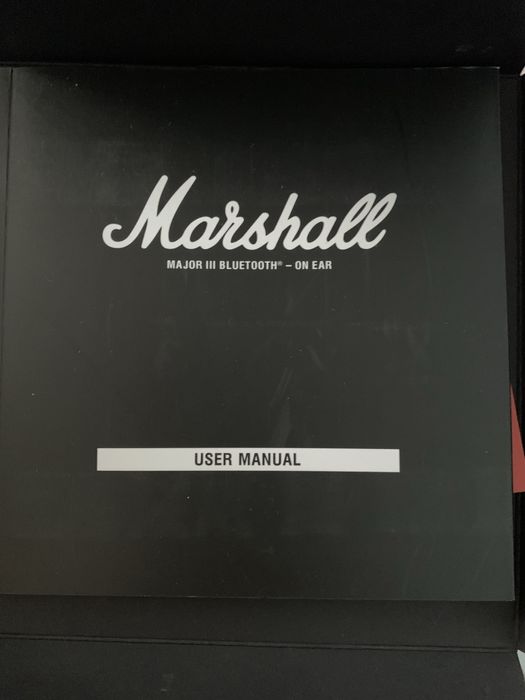 Marshall
MAJOR III BLUETOOTH® – ON EAR
USER MANUAL